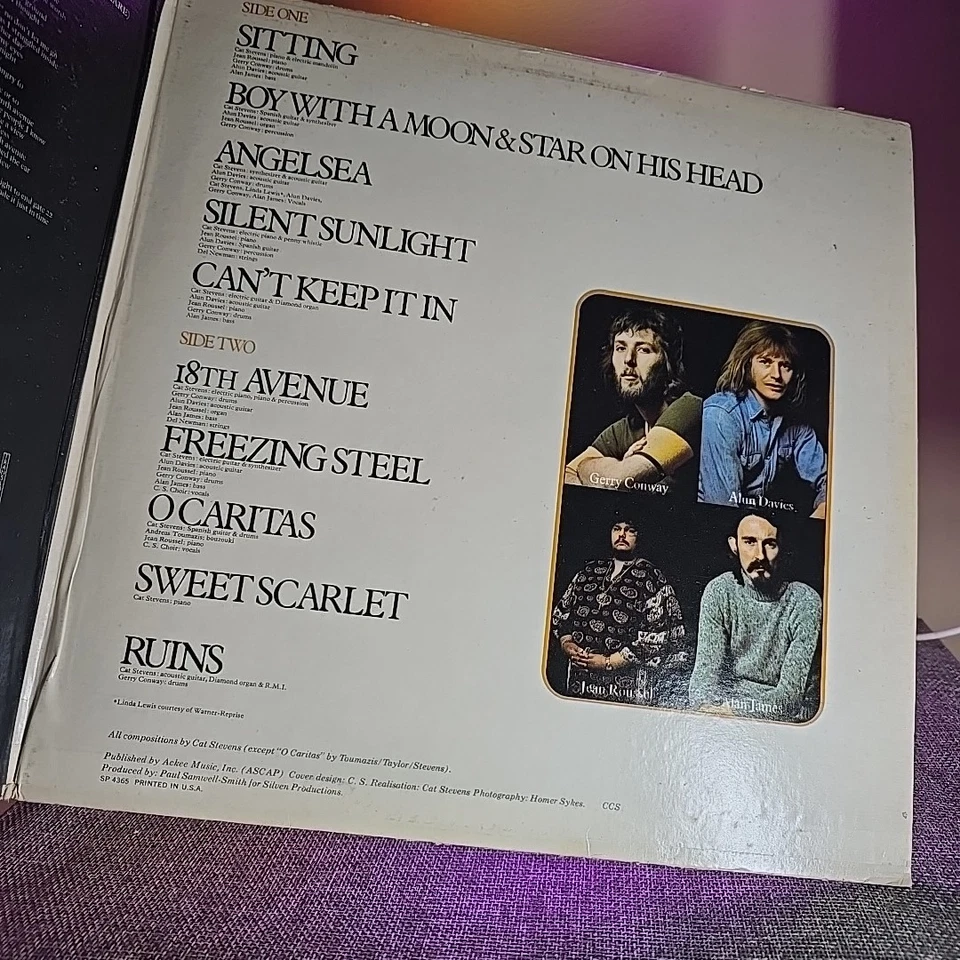 SIDE ONE
SITTING
Cat Stevens: piano & electric mandolin
Jean Roussel: piano
Gerry Conway: drums
Alun Davies: acoustic guitar
Alan James: bass
BOY WITH A MOON & STAR ON HIS HEAD
Cat Stevens: Spanish guitar & synthesizer
Alun Davies: acoustic guitar
Jean Roussel: organ
Gerry Conway: percussion
ANGELSEA
Cat Stevens: synthesizer & acoustic guitar
Alun Davies: acoustic guitar
Gerry Conway: drums
Cat Stevens, Linda Lewis*, Alun Davies,
Gerry Conway, Alan James: Vocals
SILENT SUNLIGHT
Cat Stevens: electric piano & penny whistle
Jean Roussel: piano
Alun Davies: Spanish guitar
Gerry Conway: percussion
Del Newman: strings
CAN'T KEEP IT IN
Cat Stevens: electric guitar & Diamond organ
Alun Davies: acoustic guitar
Jean Roussel: piano
Gerry Conway: drums
Alan James: bass
SIDE TWO
18TH AVENUE
Cat Stevens: electric piano, piano & percussion
Gerry Conway: drums
Alun Davies: acoustic guitar
Jean Roussel: organ
Alan James: bass
Del Newman: strings
FREEZING STEEL
Cat Stevens: electric guitar & synthesizer
Alun Davies: acoustic guitar
Jean Roussel: piano
Gerry Conway: drums
Alan James: bass
C. S. Choir: vocals
O CARITAS
Cat Stevens: Spanish guitar & drums
Andreas Toumazis: bouzouki
Jean Roussel: piano
C. S. Choir: vocals
SWEET SCARLET
Cat Stevens: piano
RUINS
Cat Stevens: acoustic guitar, Diamond organ & R.M.I.
Gerry Conway: drums
*Linda Lewis courtesy of Warner-Reprise
All compositions by Cat Stevens (except "O Caritas" by Toumazis/Taylor/Stevens).
Published by Ackee Music, Inc. (ASCAP) Cover design: C. S. Realisation: Cat Stevens Photography: Homer Sykes. CCS
Produced by: Paul Samwell-Smith for Silven Productions.
SP 4365 PRINTED IN U.S.A.
Gerry Conway
Alun Davies
Jean Roussel
Alan James